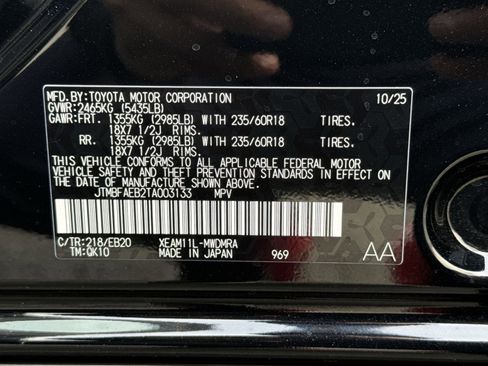 MFD.BY:TOYOTA MOTOR CORPORATION 10/25
GVWR:2465KG (5435LB)
GAWR:FRT. 1355KG (2985LB) WITH 235/60R18 TIRES.
18X7 1/2J RIMS.
RR. 1355KG (2985LB) WITH 235/60R18 TIRES.
18X7 1/2J RIMS.
THIS VEHICLE CONFORMS TO ALL APPLICABLE FEDERAL MOTOR
VEHICLE SAFETY AND THEFT PREVENTION STANDARDS IN EFFECT
ON THE DATE OF MANUFACTURE SHOWN ABOVE.
JTMBFAEB2TA003133 MPV
C/TR:218/EB20 XEAM11L-MWDMRA AA
TM:QK10 MADE IN JAPAN 969